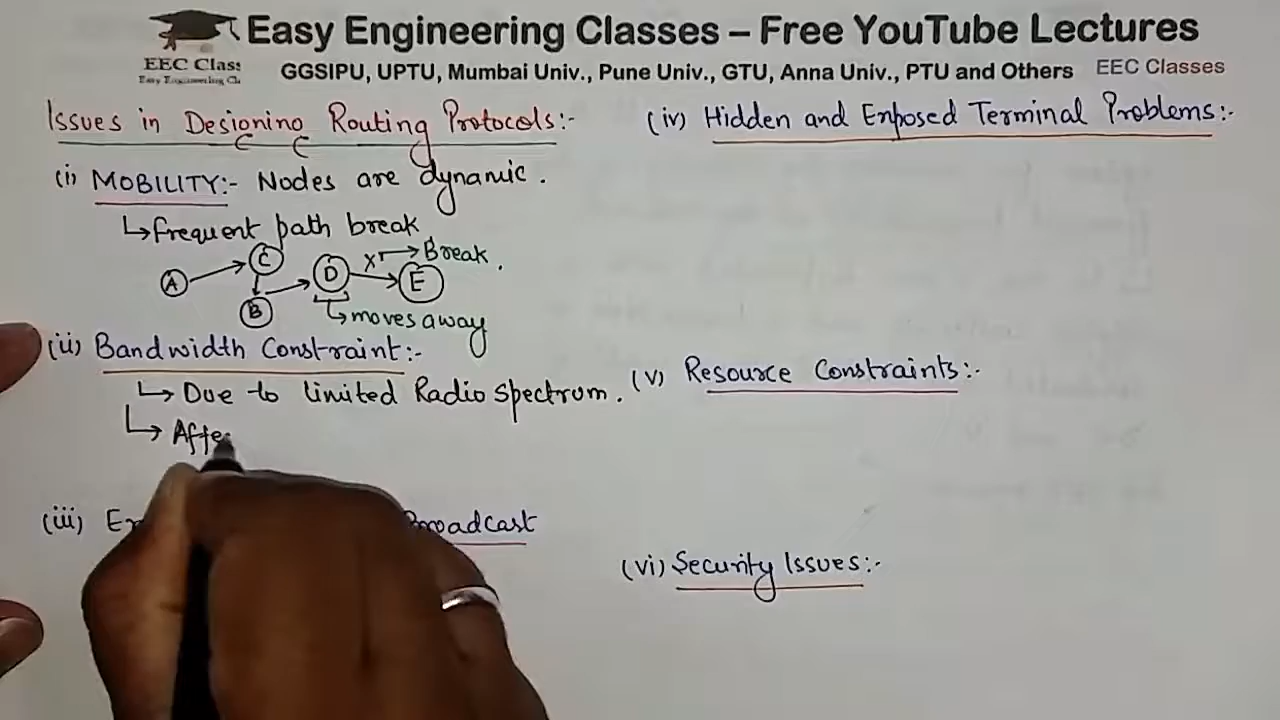 Easy Engineering Classes – Free YouTube Lectures
EEC Class
GGSIPU, UPTU, Mumbai Univ., Pune Univ., GTU, Anna Univ., PTU and Others
EEC Classes
Issues in Designing Routing Protocols:-
(i) MOBILITY:- Nodes are dynamic.
↳ frequent path break
A C B D E
x → Break.
↳ moves away
(ii) Bandwidth Constraint:-
↳ Due to limited Radio Spectrum.
↳ Affe
(iii) Broadcast
(iv) Hidden and Exposed Terminal Problems:-
(v) Resource Constraints:-
(vi) Security Issues:-